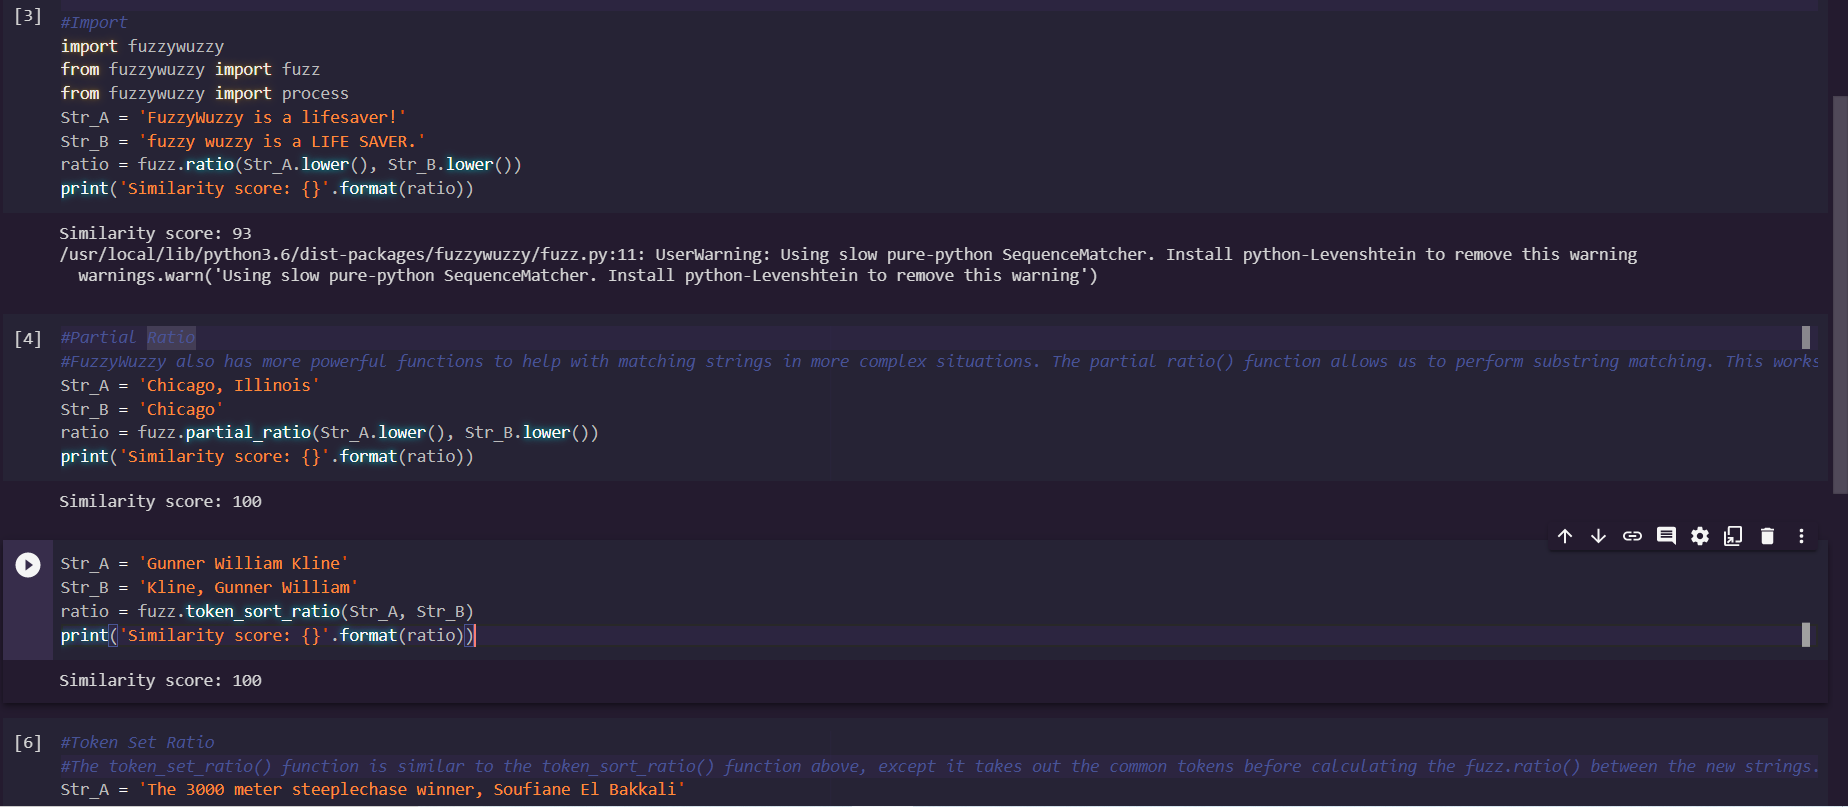 [3]
#Import
import fuzzywuzzy
from fuzzywuzzy import fuzz
from fuzzywuzzy import process
Str_A = 'FuzzyWuzzy is a lifesaver!'
Str_B = 'fuzzy wuzzy is a LIFE SAVER.'
ratio = fuzz.ratio(Str_A.lower(), Str_B.lower())
print('Similarity score: {}'.format(ratio))
Similarity score: 93
/usr/local/lib/python3.6/dist-packages/fuzzywuzzy/fuzz.py:11: UserWarning: Using slow pure-python SequenceMatcher. Install python-Levenshtein to remove this warning
  warnings.warn('Using slow pure-python SequenceMatcher. Install python-Levenshtein to remove this warning')
[4]
#Partial Ratio
#FuzzyWuzzy also has more powerful functions to help with matching strings in more complex situations. The partial ratio() function allows us to perform substring matching. This works
Str_A = 'Chicago, Illinois'
Str_B = 'Chicago'
ratio = fuzz.partial_ratio(Str_A.lower(), Str_B.lower())
print('Similarity score: {}'.format(ratio))
Similarity score: 100
Str_A = 'Gunner William Kline'
Str_B = 'Kline, Gunner William'
ratio = fuzz.token_sort_ratio(Str_A, Str_B)
print('Similarity score: {}'.format(ratio))
Similarity score: 100
[6]
#Token Set Ratio
#The token_set_ratio() function is similar to the token_sort_ratio() function above, except it takes out the common tokens before calculating the fuzz.ratio() between the new strings.
Str_A = 'The 3000 meter steeplechase winner, Soufiane El Bakkali'